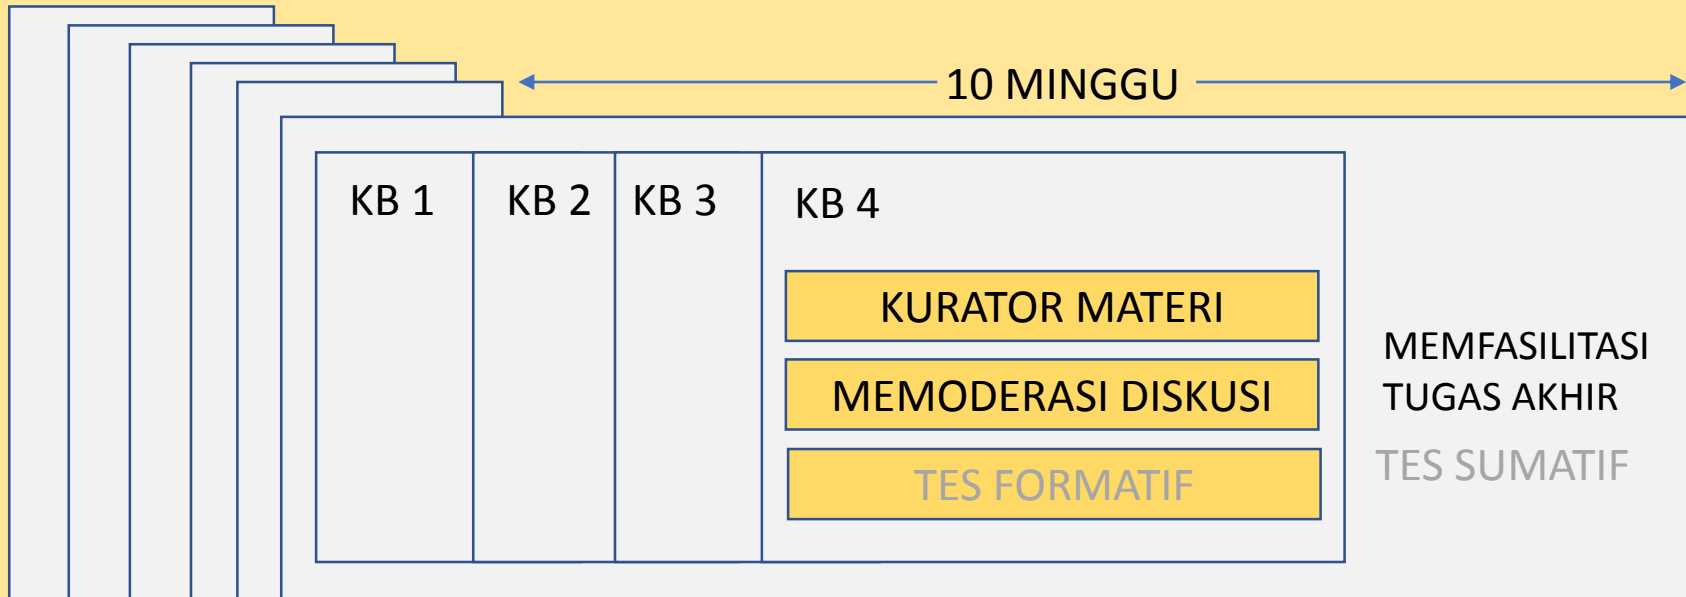 10 MINGGU
KB 1
KB 2
KB 3
KB 4
KURATOR MATERI
MEMODERASI DISKUSI
TES FORMATIF
MEMFASILITASI
TUGAS AKHIR
TES SUMATIF